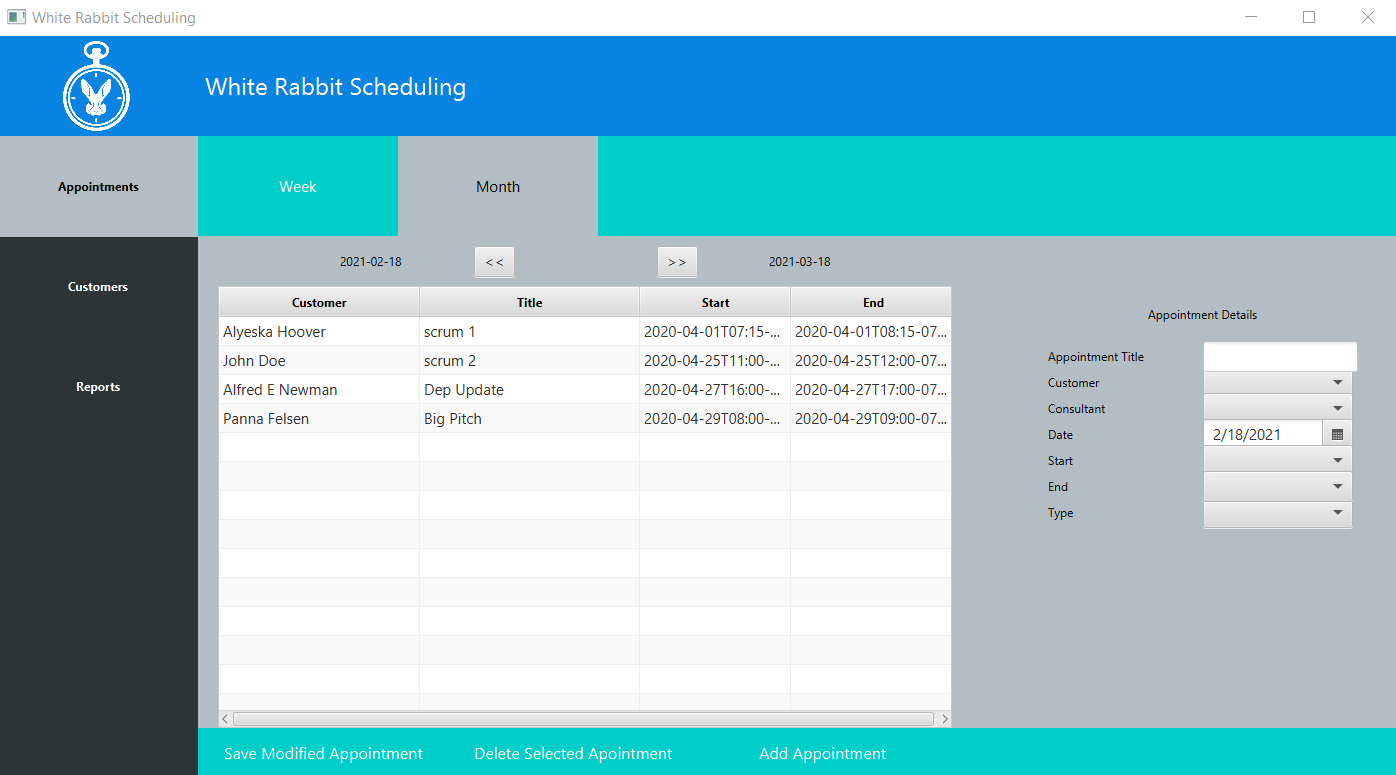 White Rabbit Scheduling
White Rabbit Scheduling
Appointments
Week
Month
Customers
Reports
2021-02-18 << >> 2021-03-18
Customer Title Start End
Alyeska Hoover scrum 1 2020-04-01T07:15-... 2020-04-01T08:15-07...
John Doe scrum 2 2020-04-25T11:00-... 2020-04-25T12:00-07...
Alfred E Newman Dep Update 2020-04-27T16:00-... 2020-04-27T17:00-07...
Panna Felsen Big Pitch 2020-04-29T08:00-... 2020-04-29T09:00-07...
Appointment Details
Appointment Title
Customer
Consultant
Date 2/18/2021
Start
End
Type
Save Modified Appointment Delete Selected Apointment Add Appointment